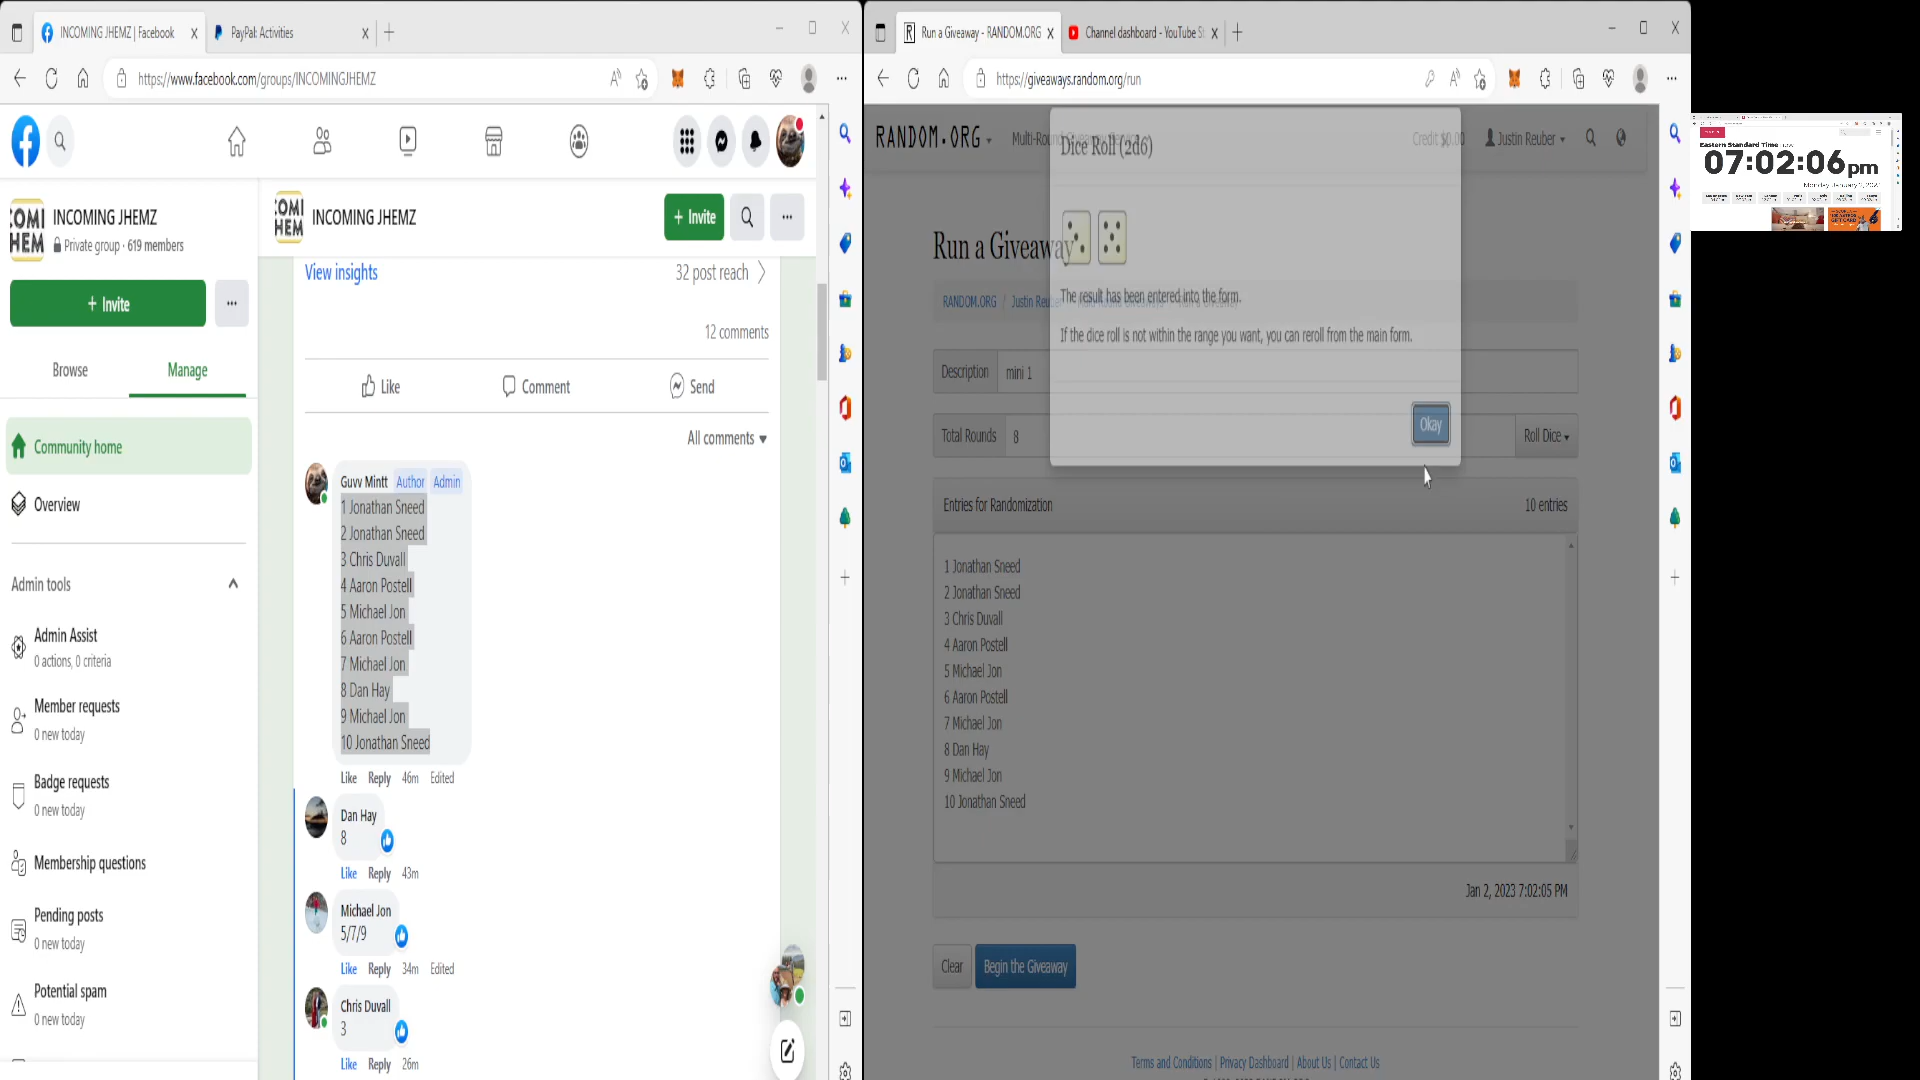 INCOMING JHEMZ | Facebook
PayPal: Activities
https://www.facebook.com/groups/INCOMINGJHEMZ
INCOMING JHEMZ
Private group · 619 members
+ Invite
Browse
Manage
Community home
Overview
Admin tools
Admin Assist
0 actions, 0 criteria
Member requests
0 new today
Badge requests
0 new today
Membership questions
Pending posts
0 new today
Potential spam
0 new today
INCOMING JHEMZ
+ Invite
View insights
32 post reach
12 comments
Like
Comment
Send
All comments
Guvv Mintt Author Admin
1 Jonathan Sneed
2 Jonathan Sneed
3 Chris Duvall
4 Aaron Postell
5 Michael Jon
6 Aaron Postell
7 Michael Jon
8 Dan Hay
9 Michael Jon
10 Jonathan Sneed
Like Reply 46m Edited
Dan Hay
8
Like Reply 43m
Michael Jon
5/7/9
Like Reply 34m Edited
Chris Duvall
3
Like Reply 26m
Run a Giveaway - RANDOM.ORG
Channel dashboard - YouTube S
https://giveaways.random.org/run
RANDOM.ORG
Justin Reuber
Dice Roll (2d6)
Run a Giveaway
The result has been entered into the form.
RANDOM.ORG / Justin Reuber
If the dice roll is not within the range you want, you can reroll from the main form.
Description mini 1
Okay
Total Rounds 8
Roll Dice
Entries for Randomization
10 entries
1 Jonathan Sneed
2 Jonathan Sneed
3 Chris Duvall
4 Aaron Postell
5 Michael Jon
6 Aaron Postell
7 Michael Jon
8 Dan Hay
9 Michael Jon
10 Jonathan Sneed
Jan 2, 2023 7:02:05 PM
Clear
Begin the Giveaway
Terms and Conditions | Privacy Dashboard | About Us | Contact Us
Eastern Standard Time
07:02:06pm